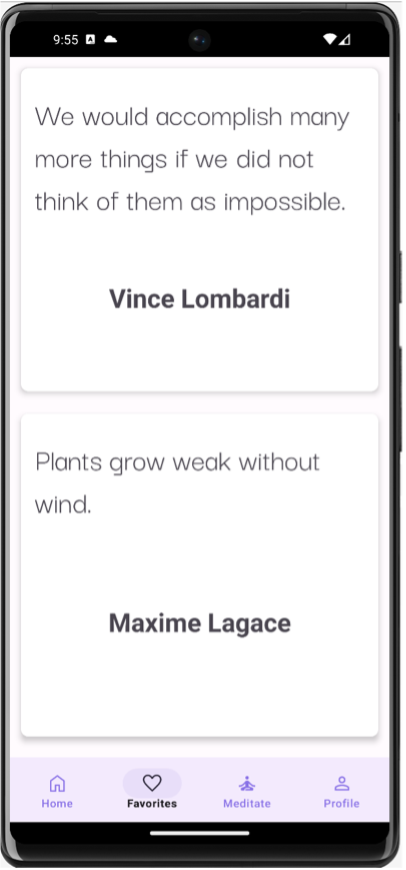 9:55
We would accomplish many
more things if we did not
think of them as impossible.
Vince Lombardi
Plants grow weak without
wind.
Maxime Lagace
Home Favorites Meditate Profile